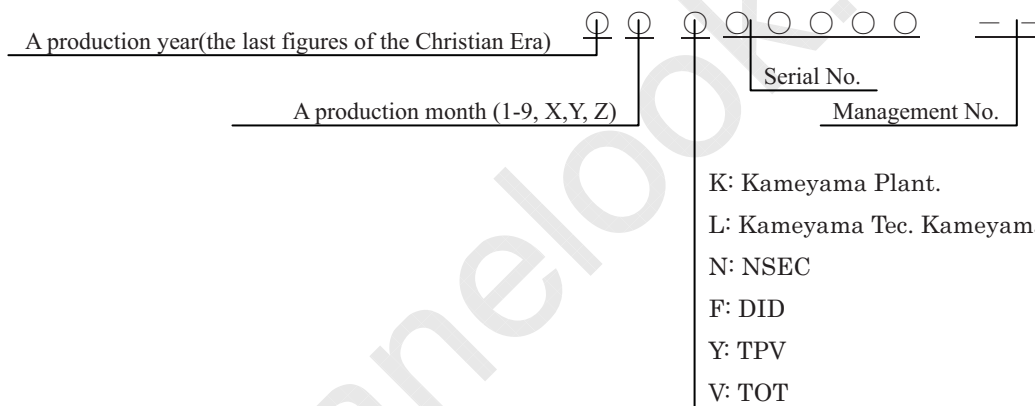 ○ ○ ○ ○ ○ ○ ○ ○ － －
A production year(the last figures of the Christian Era)
Serial No.
A production month (1-9, X,Y, Z)
Management No.
K: Kameyama Plant.
L: Kameyama Tec.
N: NSEC
F: DID
Y: TPV
V: TOT